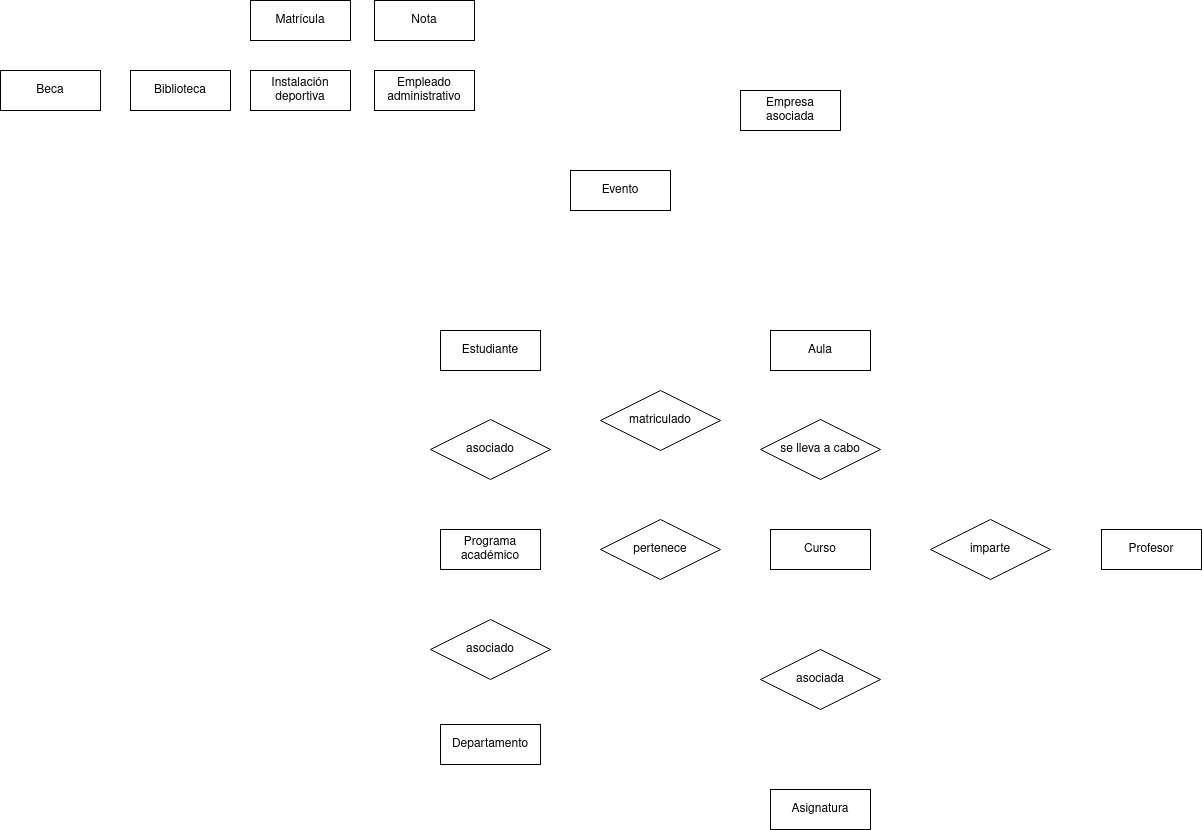 Matrícula
Nota
Beca
Biblioteca
Instalación
deportiva
Empleado
administrativo
Empresa
asociada
Evento
Estudiante
Aula
matriculado
asociado
se lleva a cabo
Programa
académico
pertenece
Curso
imparte
Profesor
asociado
asociada
Departamento
Asignatura